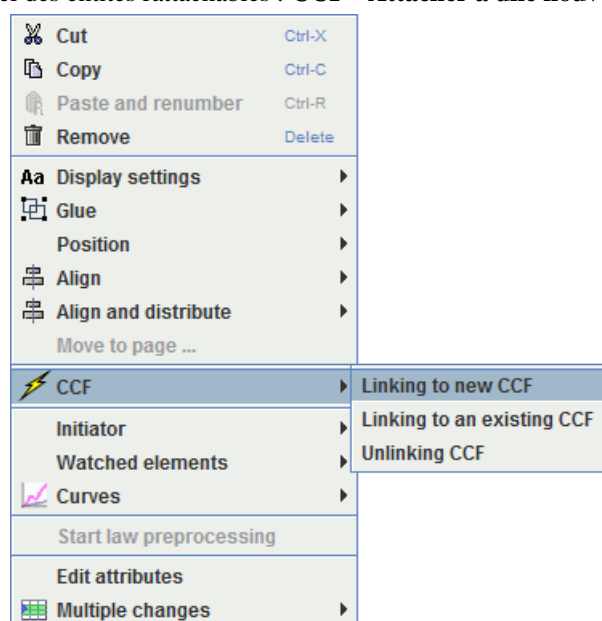 Cut Ctrl-X
Copy Ctrl-C
Paste and renumber Ctrl-R
Remove Delete
Aa Display settings
Glue
Position
Align
Align and distribute
Move to page ...
CCF
Linking to new CCF
Linking to an existing CCF
Unlinking CCF
Initiator
Watched elements
Curves
Start law preprocessing
Edit attributes
Multiple changes